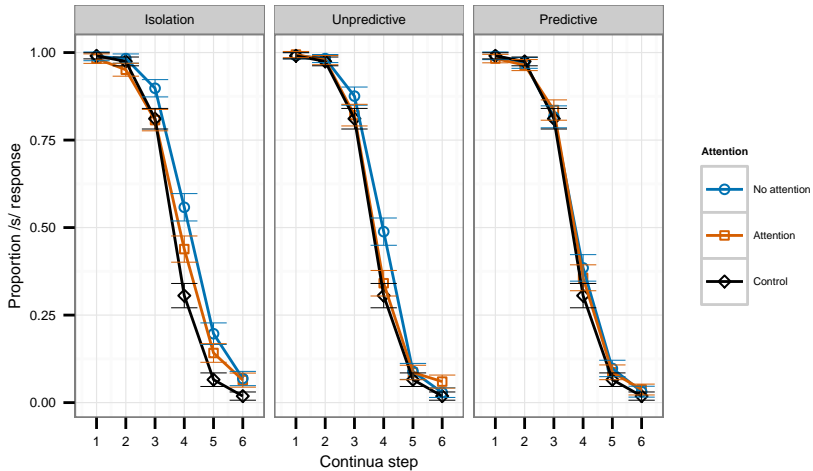 Isolation
Unpredictive
Predictive
Proportion /s/ response
1.00
0.75
0.50
0.25
0.00
1 2 3 4 5 6
1 2 3 4 5 6
1 2 3 4 5 6
Continua step
Attention
No attention
Attention
Control